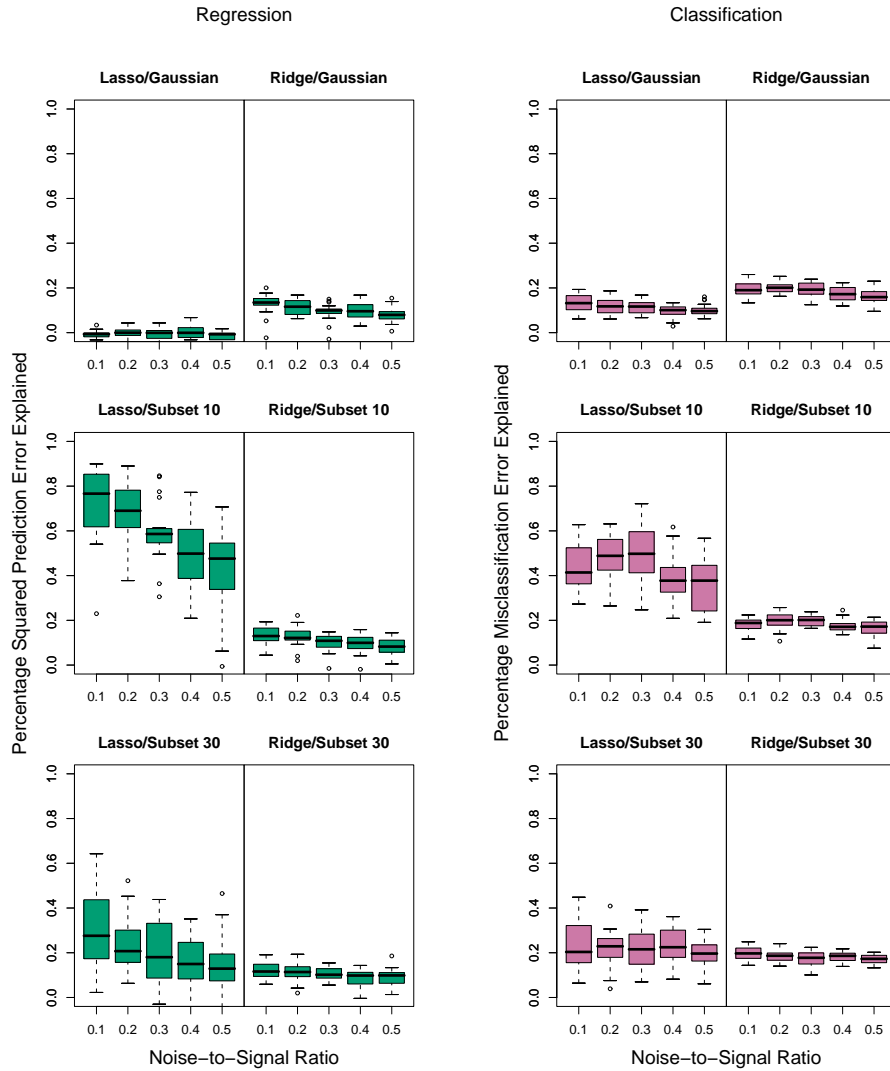 Regression
Classification
Lasso/Gaussian Ridge/Gaussian
Lasso/Gaussian Ridge/Gaussian
1.0
0.8
0.6
0.4
0.2
0.0
0.1 0.2 0.3 0.4 0.5 0.1 0.2 0.3 0.4 0.5
1.0
0.8
0.6
0.4
0.2
0.0
0.1 0.2 0.3 0.4 0.5 0.1 0.2 0.3 0.4 0.5
Percentage Squared Prediction Error Explained
Percentage Misclassification Error Explained
Lasso/Subset 10 Ridge/Subset 10
Lasso/Subset 10 Ridge/Subset 10
1.0
0.8
0.6
0.4
0.2
0.0
0.1 0.2 0.3 0.4 0.5 0.1 0.2 0.3 0.4 0.5
1.0
0.8
0.6
0.4
0.2
0.0
0.1 0.2 0.3 0.4 0.5 0.1 0.2 0.3 0.4 0.5
Lasso/Subset 30 Ridge/Subset 30
Lasso/Subset 30 Ridge/Subset 30
1.0
0.8
0.6
0.4
0.2
0.0
0.1 0.2 0.3 0.4 0.5 0.1 0.2 0.3 0.4 0.5
1.0
0.8
0.6
0.4
0.2
0.0
0.1 0.2 0.3 0.4 0.5 0.1 0.2 0.3 0.4 0.5
Noise−to−Signal Ratio
Noise−to−Signal Ratio